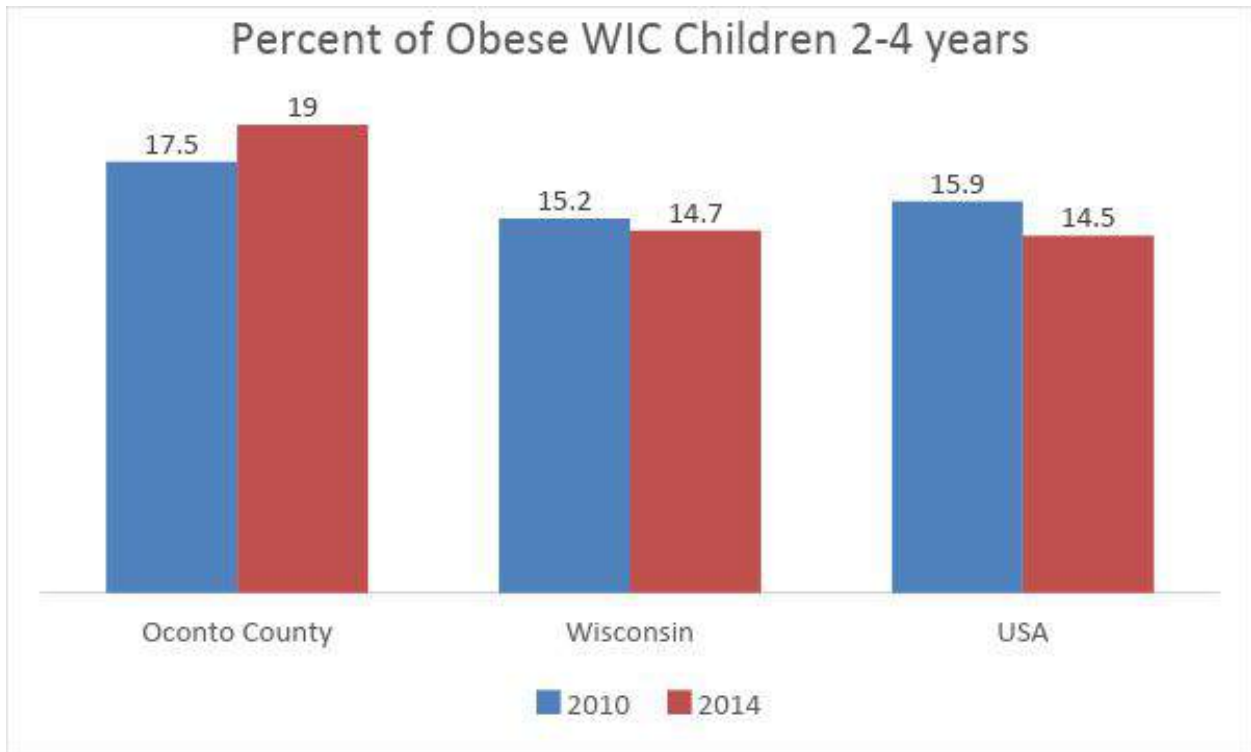 Percent of Obese WIC Children 2-4 years
17.5
19
15.2
14.7
15.9
14.5
Oconto County
Wisconsin
USA
2010
2014